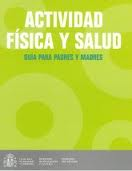 ACTIVIDAD
FÍSICA Y SALUD
GUÍA PARA PADRES Y MADRES